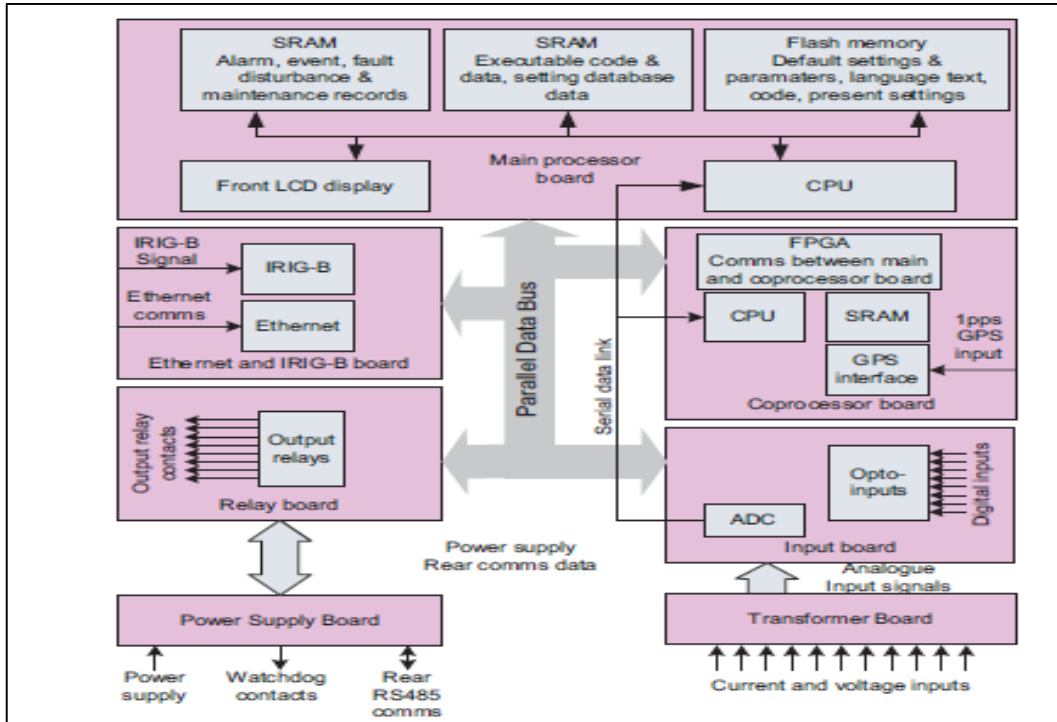 SRAM
Alarm, event, fault
disturbance &
maintenance records
SRAM
Executable code &
data, setting database
data
Flash memory
Default settings &
paramaters, language text,
code, present settings
Front LCD display
Main processor
board
CPU
IRIG-B
Signal
IRIG-B
Ethernet
comms
Ethernet
Ethernet and IRIG-B board
Parallel Data Bus
Serial data link
FPGA
Comms between main
and coprocessor board
CPU
SRAM
GPS
interface
1pps
GPS
input
Coprocessor board
Output relay
contacts
Output
relays
Relay board
Opto-
inputs
Digital inputs
ADC
Input board
Power supply
Rear comms data
Analogue
Input signals
Power Supply Board
Transformer Board
Power
supply
Watchdog
contacts
Rear
RS485
comms
Current and voltage inputs